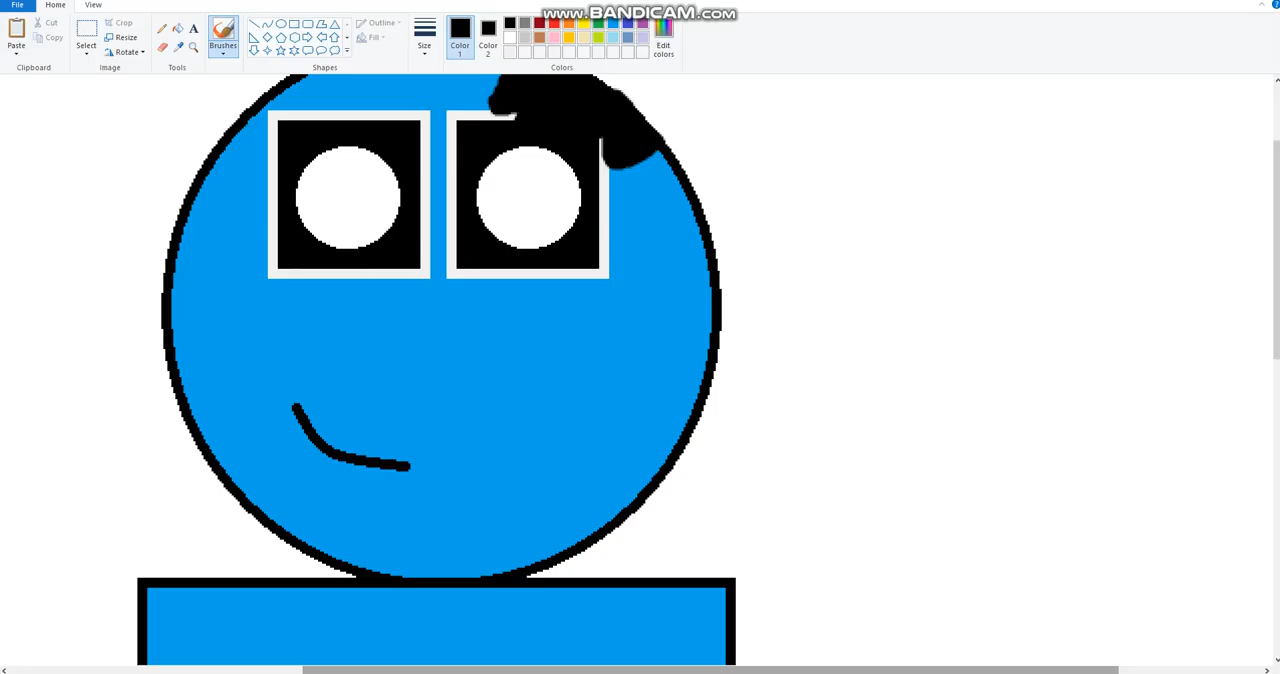 www.BANDICAM.com
File Home View
Cut
Crop
Outline
Copy
Resize
Fill
Rotate
Paste
Select
Brushes
Size
Color 1
Color 2
Edit colors
Clipboard Image Tools Shapes Colors